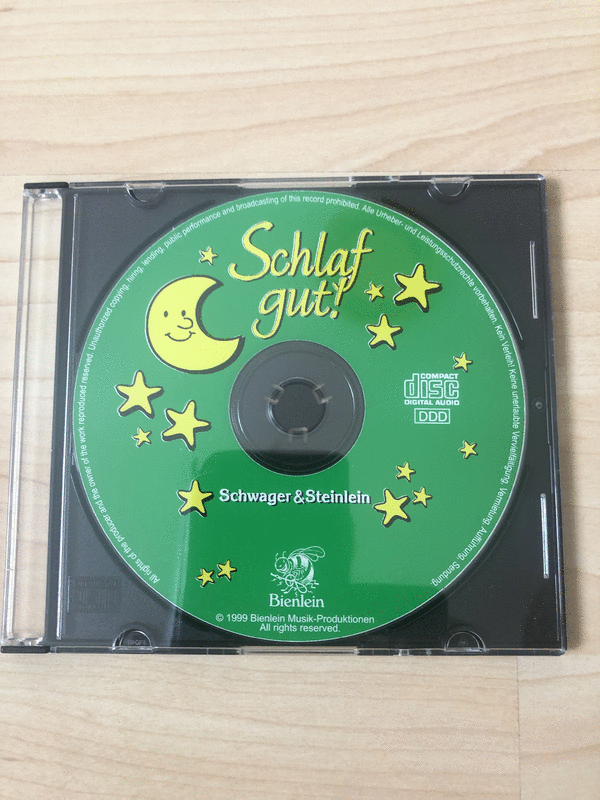 Schlaf
gut!
COMPACT
disc
DIGITAL AUDIO
DDD
Schwager & Steinlein
Bienlein
© 1999 Bienlein Musik-Produktionen
All rights reserved.
All rights of the producer and the owner of the work reproduced reserved. Unauthorized copying, hiring, lending, public performance and broadcasting of this record prohibited. Alle Urheber- und Leistungsschutzrechte vorbehalten. Kein Verleih! Keine unerlaubte Vervielfältigung, Vermietung, Aufführung, Sendung.